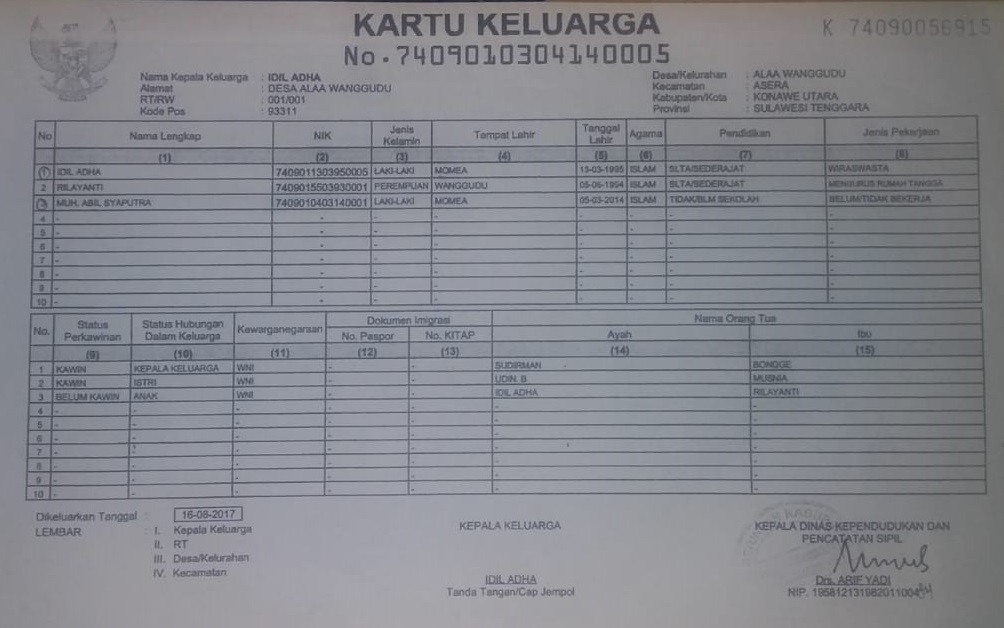 KARTU KELUARGA
No. 7409010304140005
K 74090056915
Nama Kepala Keluarga : IDIL ADHA
Alamat : DESA ALAA WANGGUDU
RT/RW : 001/001
Kode Pos : 93311
Desa/Kelurahan : ALAA WANGGUDU
Kecamatan : ASERA
Kabupaten/Kota : KONAWE UTARA
Provinsi : SULAWESI TENGGARA
No Nama Lengkap NIK Jenis Kelamin Tempat Lahir Tanggal Lahir Agama Pendidikan Jenis Pekerjaan
(1) (2) (3) (4) (5) (6) (7) (8)
1 IDIL ADHA 7409011303950005 LAKI-LAKI MOMEA 13-03-1995 ISLAM SLTA/SEDERAJAT WIRASWASTA
2 RILAYANTI 7409015503930001 PEREMPUAN WANGGUDU 05-06-1994 ISLAM SLTA/SEDERAJAT MENGURUS RUMAH TANGGA
3 MUH. ABIL SYAPUTRA 7409010403140001 LAKI-LAKI MOMEA 05-03-2014 ISLAM TIDAK/BLM SEKOLAH BELUM/TIDAK BEKERJA
4 - - - - - - - -
5 - - - - - - - -
6 - - - - - - - -
7 - - - - - - - -
8 - - - - - - - -
9 - - - - - - - -
10 - - - - - - - -
No. Status Perkawinan Status Hubungan Dalam Keluarga Kewarganegaraan Dokumen Imigrasi Nama Orang Tua
No. Paspor No. KITAP Ayah Ibu
(9) (10) (11) (12) (13) (14) (15)
1 KAWIN KEPALA KELUARGA WNI - - SUDIRMAN BONGGE
2 KAWIN ISTRI WNI - - UDIN. B MUSNIA
3 BELUM KAWIN ANAK WNI - - IDIL ADHA RILAYANTI
4 - - - - - - -
5 - - - - - - -
6 - - - - - - -
7 - - - - - - -
8 - - - - - - -
9 - - - - - - -
10 - - - - - - -
Dikeluarkan Tanggal : 16-08-2017
LEMBAR : I. Kepala Keluarga
II. RT
III. Desa/Kelurahan
IV. Kecamatan
KEPALA KELUARGA
IDIL ADHA
Tanda Tangan/Cap Jempol
KEPALA DINAS KEPENDUDUKAN DAN
PENCATATAN SIPIL
Drs. ARIF YADI
NIP. 195812131982011004